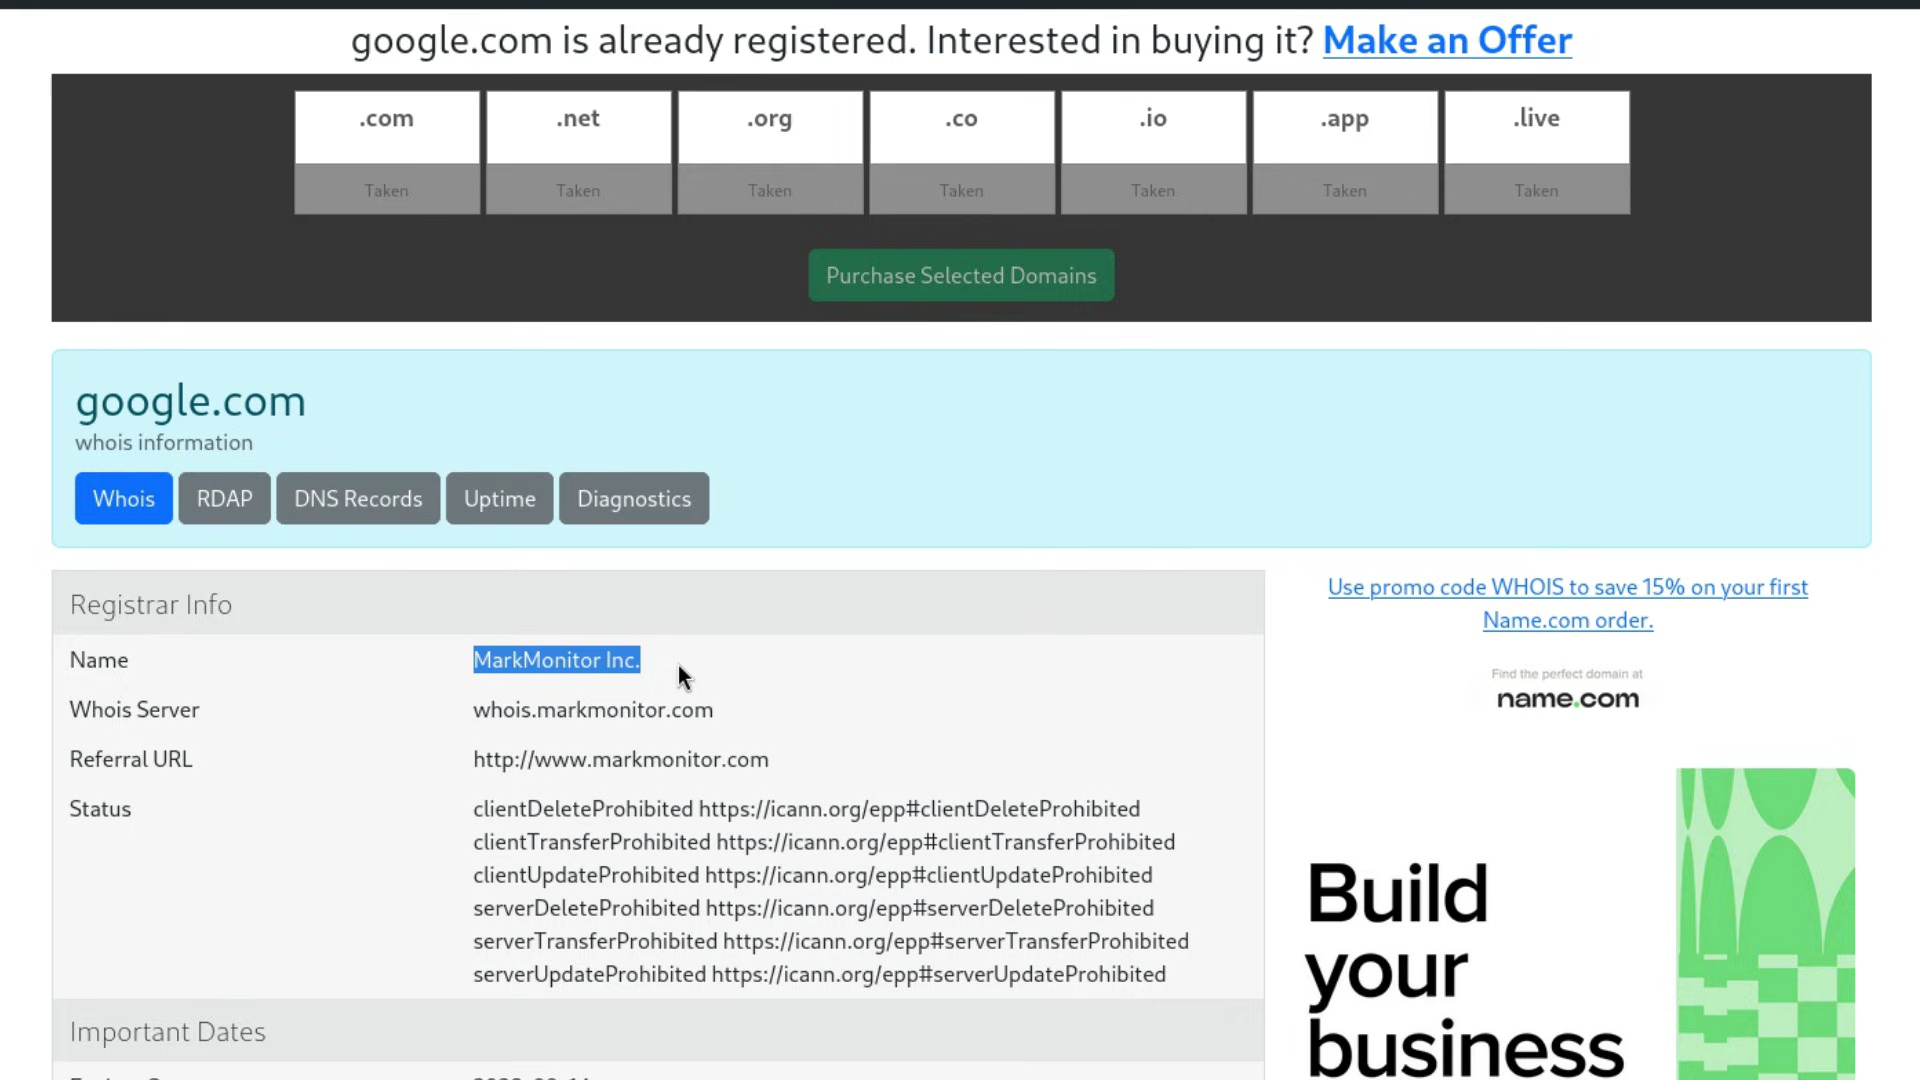 google.com is already registered. Interested in buying it? Make an Offer
.com .net .org .co .io .app .live
Taken Taken Taken Taken Taken Taken Taken
Purchase Selected Domains
google.com
whois information
Whois RDAP DNS Records Uptime Diagnostics
Registrar Info
Name MarkMonitor Inc.
Whois Server whois.markmonitor.com
Referral URL http://www.markmonitor.com
Status clientDeleteProhibited https://icann.org/epp#clientDeleteProhibited
clientTransferProhibited https://icann.org/epp#clientTransferProhibited
clientUpdateProhibited https://icann.org/epp#clientUpdateProhibited
serverDeleteProhibited https://icann.org/epp#serverDeleteProhibited
serverTransferProhibited https://icann.org/epp#serverTransferProhibited
serverUpdateProhibited https://icann.org/epp#serverUpdateProhibited
Important Dates
Use promo code WHOIS to save 15% on your first
Name.com order.
Find the perfect domain at
name.com
Build
your
business